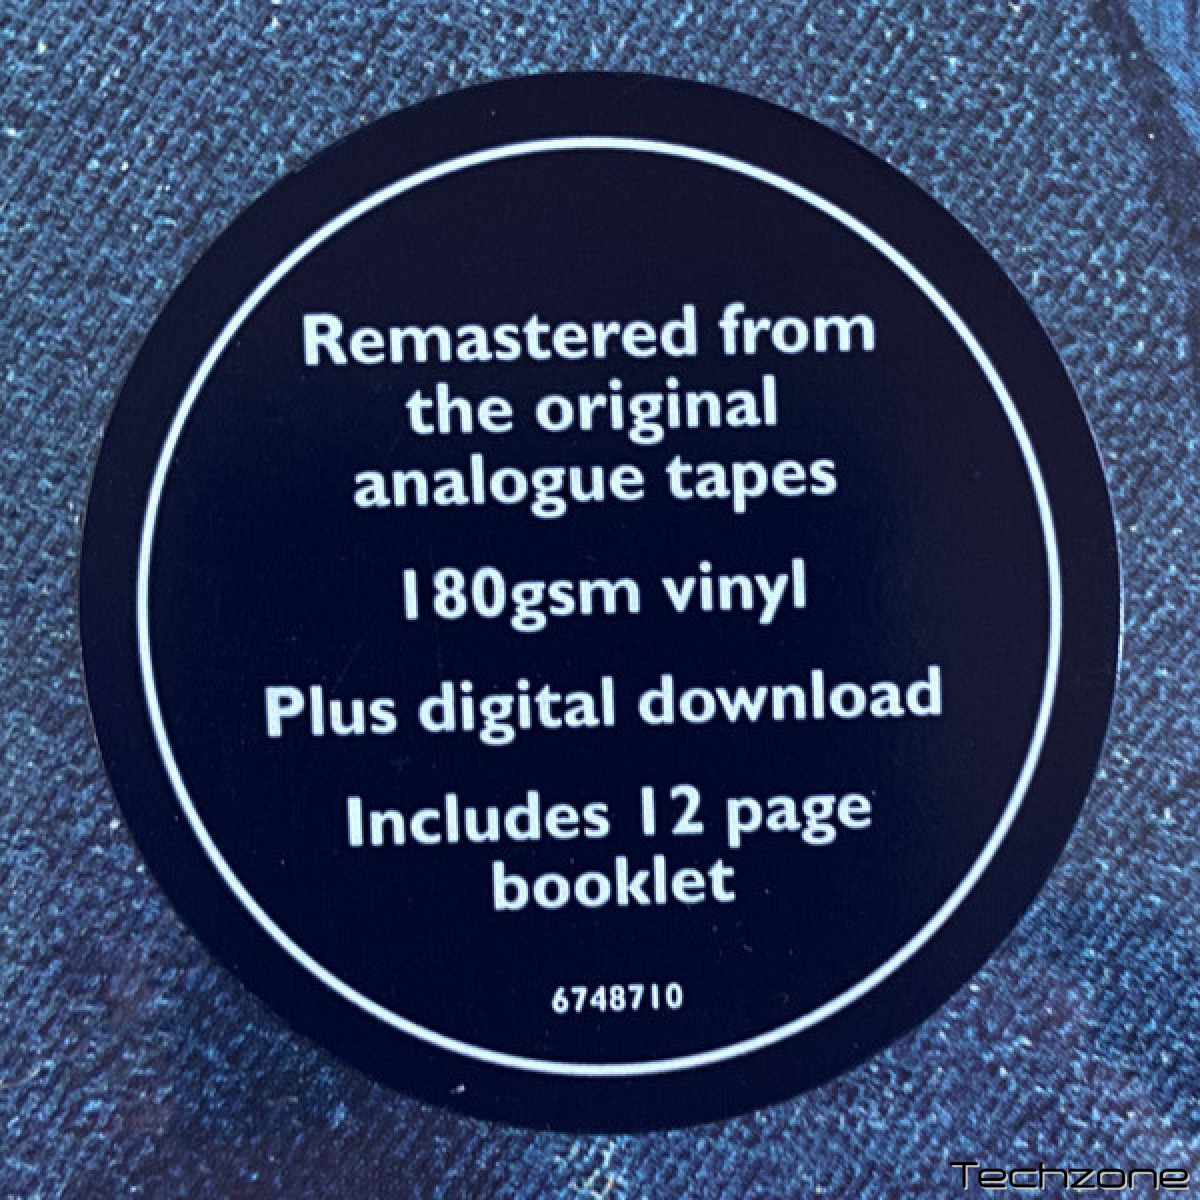 Remastered from
the original
analogue tapes
180gsm vinyl
Plus digital download
Includes 12 page
booklet
6748710
Techzone